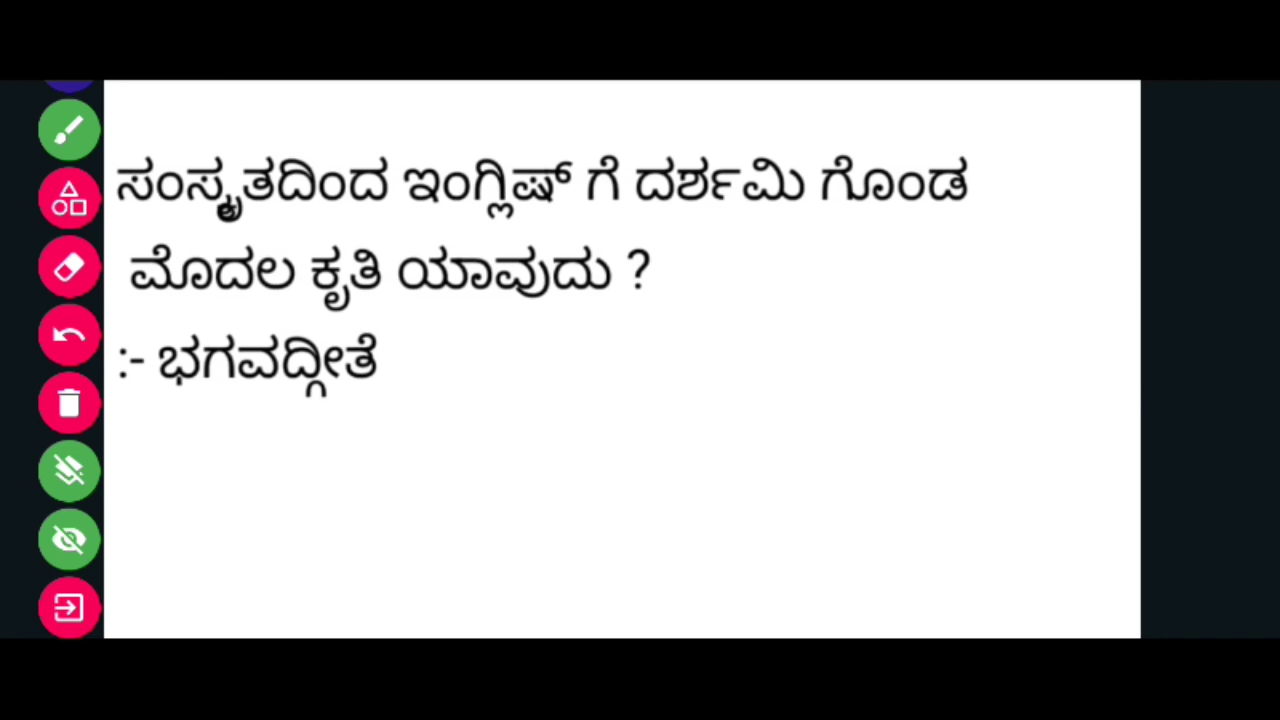 ಸಂಸ್ಕೃತದಿಂದ ಇಂಗ್ಲಿಷ್ ಗೆ ದರ್ಶಮಿ ಗೊಂಡ
ಮೊದಲ ಕೃತಿ ಯಾವುದು ?
:- ಭಗವದ್ಗೀತೆ